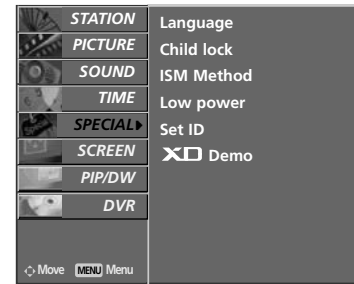 STATION
PICTURE
SOUND
TIME
SPECIAL
SCREEN
PIP/DW
DVR
Move MENU Menu
Language
Child lock
ISM Method
Low power
Set ID
XD Demo